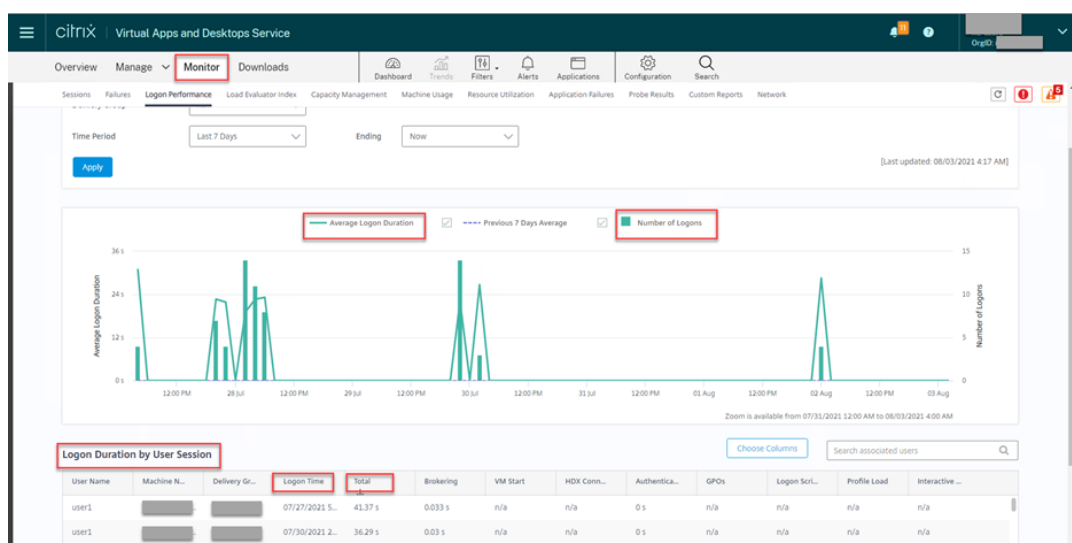 citrix | Virtual Apps and Desktops Service 11 ?
OrgID:
Overview Manage Monitor Downloads Dashboard Trends Filters Alerts Applications Configuration Search
Sessions Failures Logon Performance Load Evaluator Index Capacity Management Machine Usage Resource Utilization Application Failures Probe Results Custom Reports Network 5
Time Period Last 7 Days Ending Now
Apply [Last updated: 08/03/2021 4:17 AM]
Average Logon Duration Previous 7 Days Average Number of Logons
36 s 15
24 s 10
12 s 5
0 s 0
Average Logon Duration
Number of Logons
12:00 PM 28 Jul 12:00 PM 29 Jul 12:00 PM 30 Jul 12:00 PM 31 Jul 12:00 PM 01 Aug 12:00 PM 02 Aug 12:00 PM 03 Aug
Zoom is available from 07/31/2021 12:00 AM to 08/03/2021 4:00 AM
Logon Duration by User Session Choose Columns Search associated users
User Name Machine N... Delivery Gr... Logon Time Total Brokering VM Start HDX Conn... Authentica... GPOs Logon Scri... Profile Load Interactive ...
user1 07/27/2021 5... 41.37 s 0.033 s n/a n/a 0 s n/a n/a n/a n/a
user1 07/30/2021 2... 36.29 s 0.03 s n/a n/a 0 s n/a n/a n/a n/a